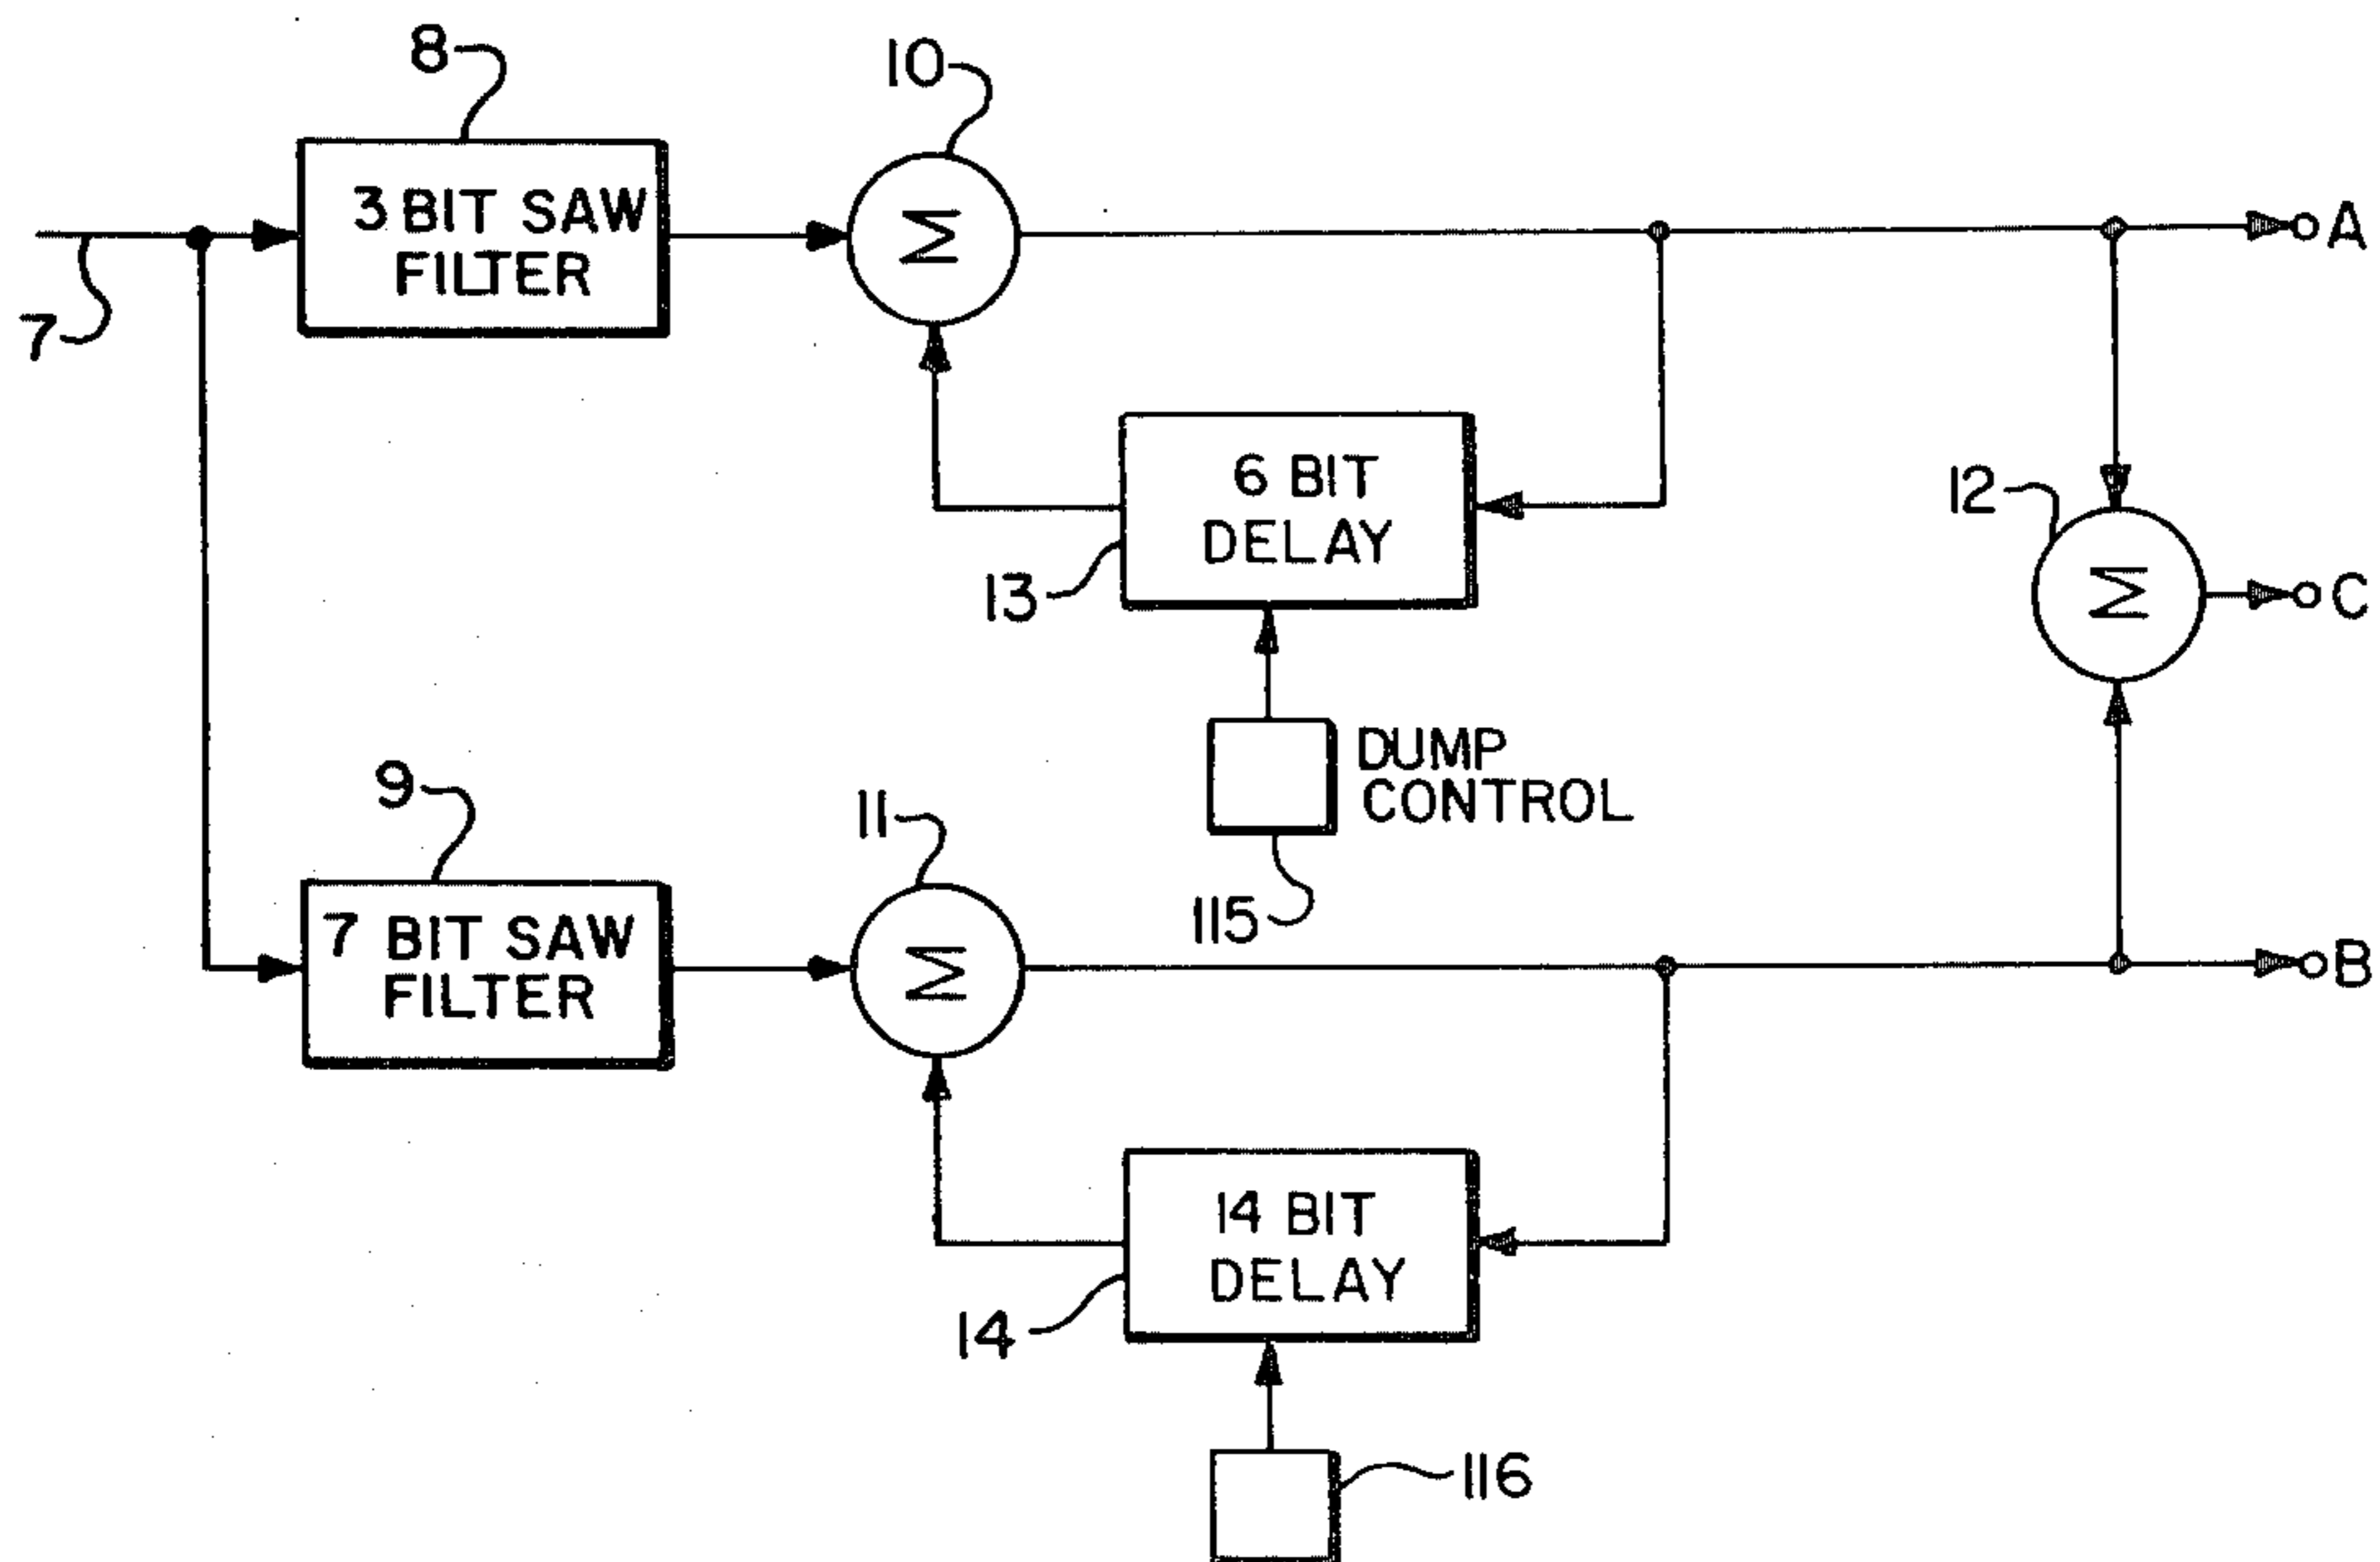 8
10
3 BIT SAW
FILTER
Σ
A
7
6 BIT
DELAY
12
13
Σ
C
DUMP
CONTROL
9
11
115
7 BIT SAW
FILTER
Σ
B
14 BIT
DELAY
14
116